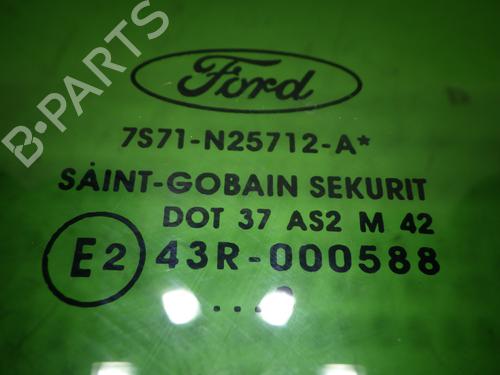 B-PARTS
Ford
7S71-N25712-A*
SAINT-GOBAIN SEKURIT
DOT 37 AS2 M 42
E2 43R-000588